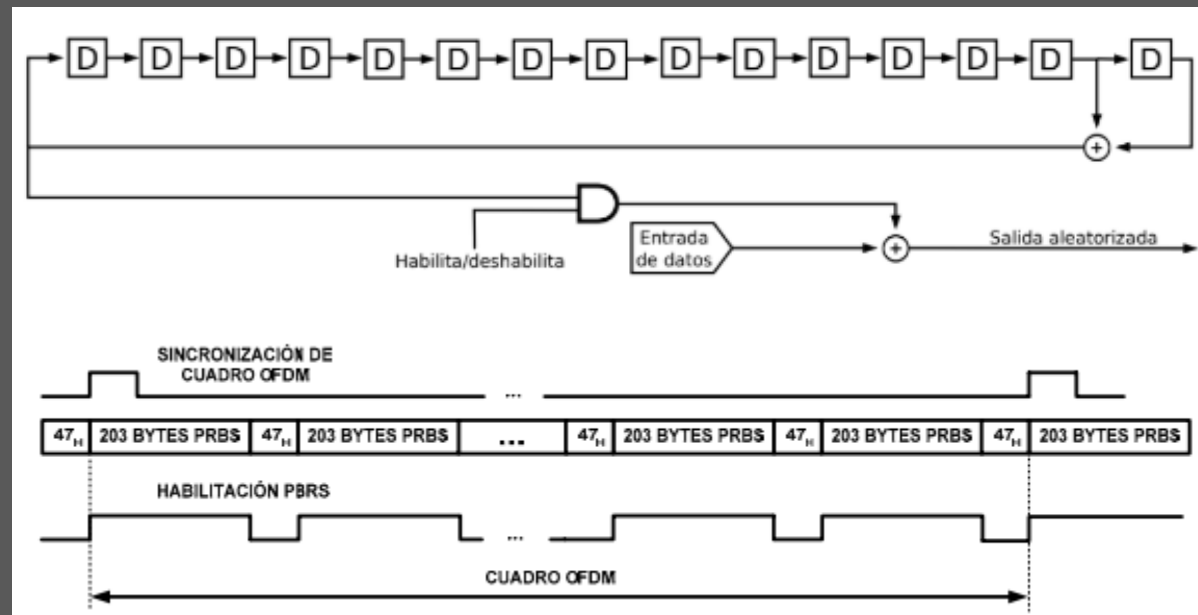 D D D D D D D D D D D D D D D
+
Habilita/deshabilita
Entrada
de datos
+
Salida aleatorizada
SINCRONIZACIÓN DE
CUADRO OFDM
...
47H 203 BYTES PRBS 47H 203 BYTES PRBS ... 47H 203 BYTES PRBS 47H 203 BYTES PRBS 47H 203 BYTES PRBS
HABILITACIÓN PBRS
...
CUADRO OFDM